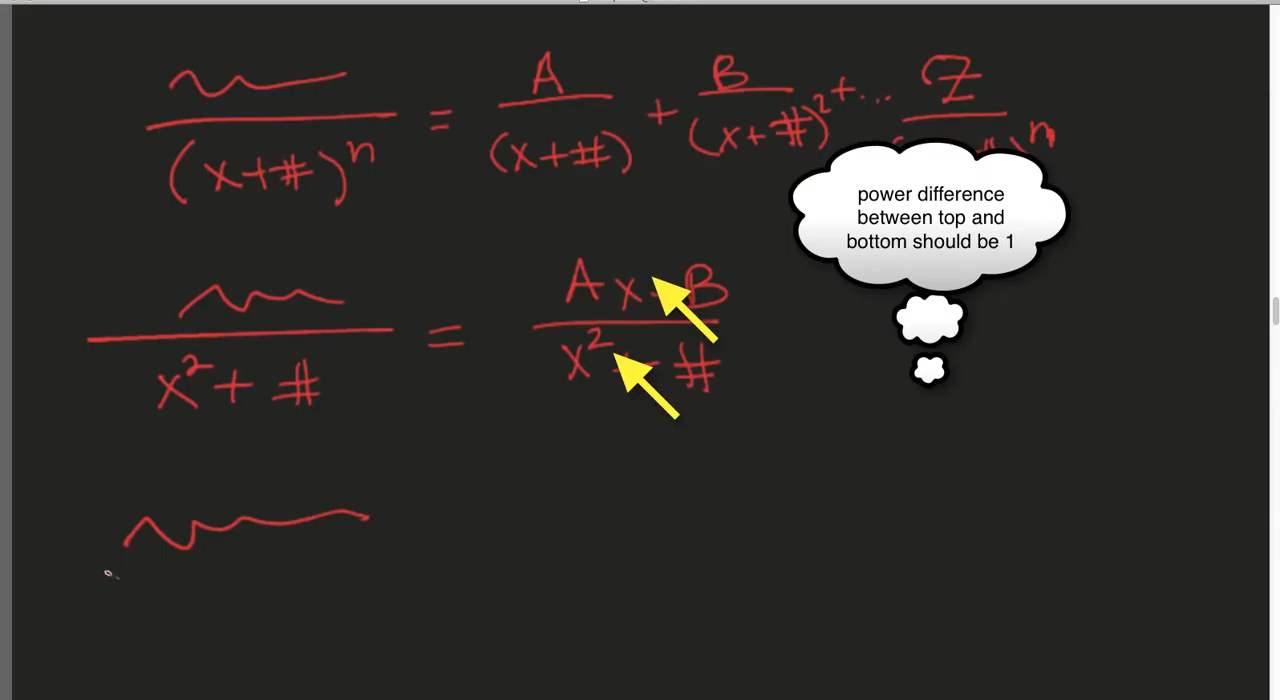 A B Z
——— = ——— + ——— +... ———
(x+#)ⁿ (x+#) (x+#)² #)ⁿ
power difference
between top and
bottom should be 1
Ax B
——— = ———
x²+# x² #